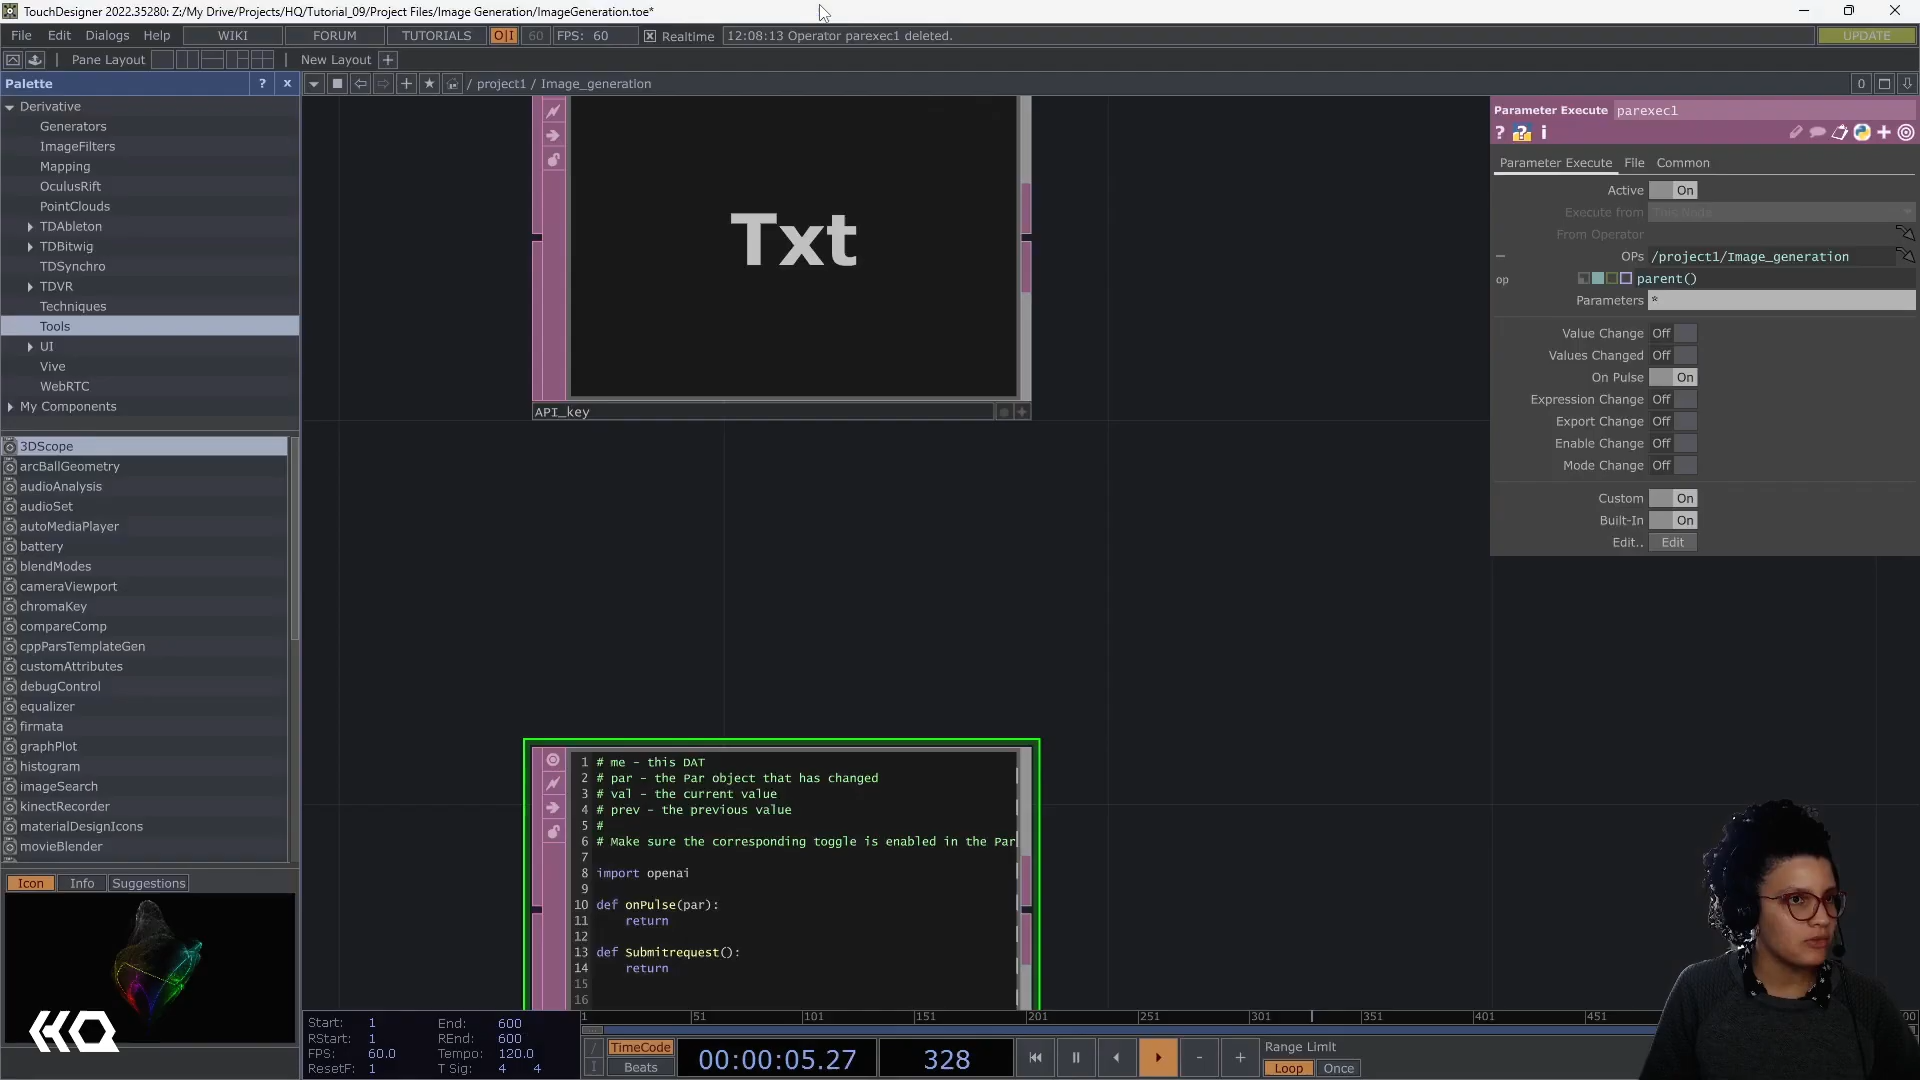 TouchDesigner 2022.35280: Z:/My Drive/Projects/HQ/Tutorial_09/Project Files/Image Generation/ImageGeneration.toe*
File Edit Dialogs Help WIKI FORUM TUTORIALS O|I 60 FPS: 60 Realtime 12:08:13 Operator parexec1 deleted. UPDATE
Pane Layout New Layout +
Palette ? x / project1 / Image_generation 0
Derivative
Generators
ImageFilters
Mapping
OculusRift
PointClouds
TDAbleton
TDBitwig
TDSynchro
TDVR
Techniques
Tools
UI
Vive
WebRTC
My Components
3DScope
arcBallGeometry
audioAnalysis
audioSet
autoMediaPlayer
battery
blendModes
cameraViewport
chromaKey
compareComp
cppParsTemplateGen
customAttributes
debugControl
equalizer
firmata
graphPlot
histogram
imageSearch
kinectRecorder
materialDesignIcons
movieBlender
Icon Info Suggestions
HQ
Txt
API_key
1 # me - this DAT
2 # par - the Par object that has changed
3 # val - the current value
4 # prev - the previous value
5 #
6 # Make sure the corresponding toggle is enabled in the Par
7
8 import openai
9
10 def onPulse(par):
11 return
12
13 def Submitrequest():
14 return
15
16
Parameter Execute parexec1
? ? i
Parameter Execute File Common
Active On
Execute from This Node
From Operator
OPs /project1/Image_generation
op parent()
Parameters *
Value Change Off
Values Changed Off
On Pulse On
Expression Change Off
Export Change Off
Enable Change Off
Mode Change Off
Custom On
Built-In On
Edit.. Edit
1 51 101 151 201 251 301 351 401 451
Start: 1 End: 600
RStart: 1 REnd: 600
FPS: 60.0 Tempo: 120.0
ResetF: 1 T Sig: 4 4
TimeCode
Beats
00:00:05.27 328
- +
Range Limit
Loop Once